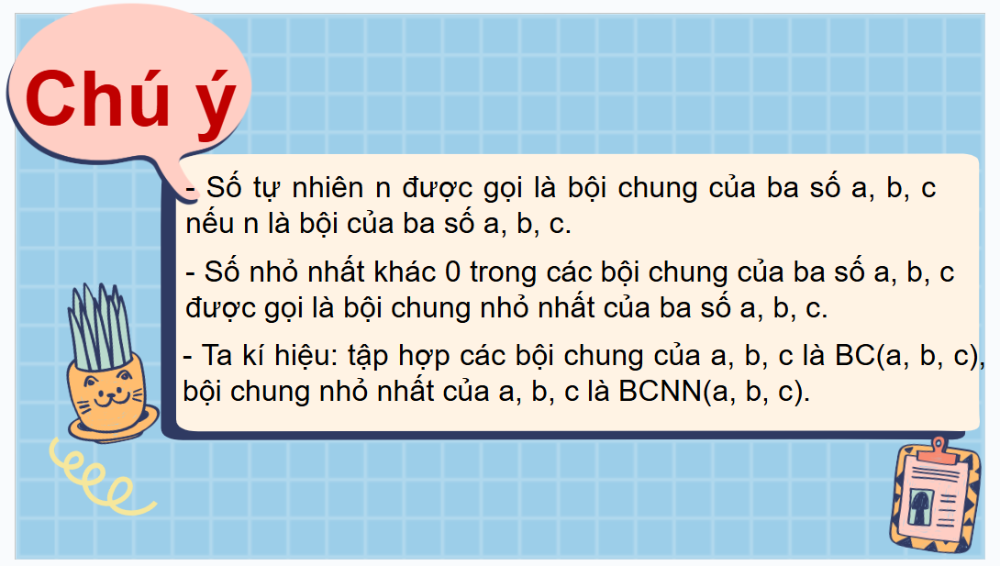 Chú ý
- Số tự nhiên n được gọi là bội chung của ba số a, b, c
nếu n là bội của ba số a, b, c.
- Số nhỏ nhất khác 0 trong các bội chung của ba số a, b, c
được gọi là bội chung nhỏ nhất của ba số a, b, c.
- Ta kí hiệu: tập hợp các bội chung của a, b, c là BC(a, b, c),
bội chung nhỏ nhất của a, b, c là BCNN(a, b, c).